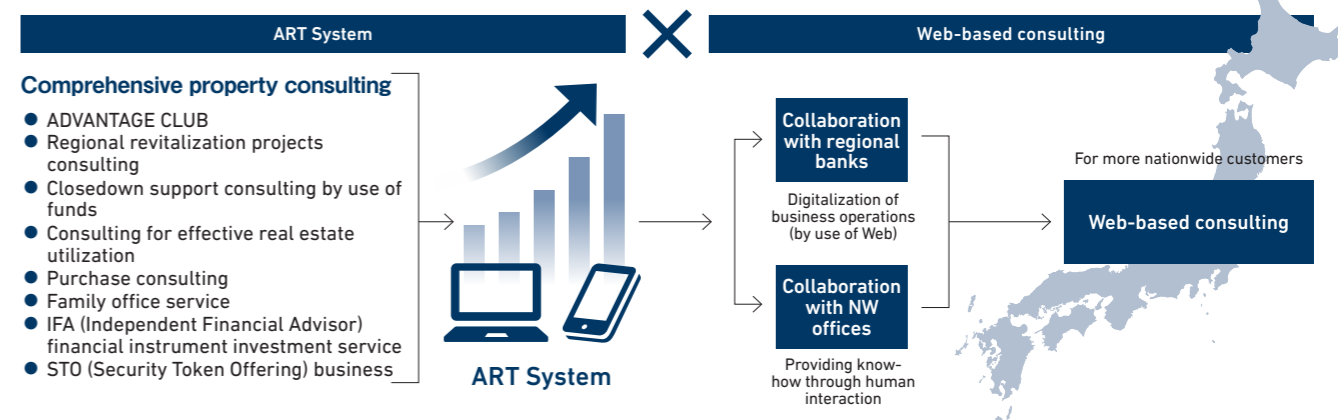 ART System
Web-based consulting
Comprehensive property consulting
● ADVANTAGE CLUB
● Regional revitalization projects
consulting
● Closedown support consulting by use of
funds
● Consulting for effective real estate
utilization
● Purchase consulting
● Family office service
● IFA (Independent Financial Advisor)
financial instrument investment service
● STO (Security Token Offering) business
ART System
Collaboration
with regional
banks
Digitalization of
business operations
(by use of Web)
Collaboration
with NW
offices
Providing know-
how through human
interaction
For more nationwide customers
Web-based consulting